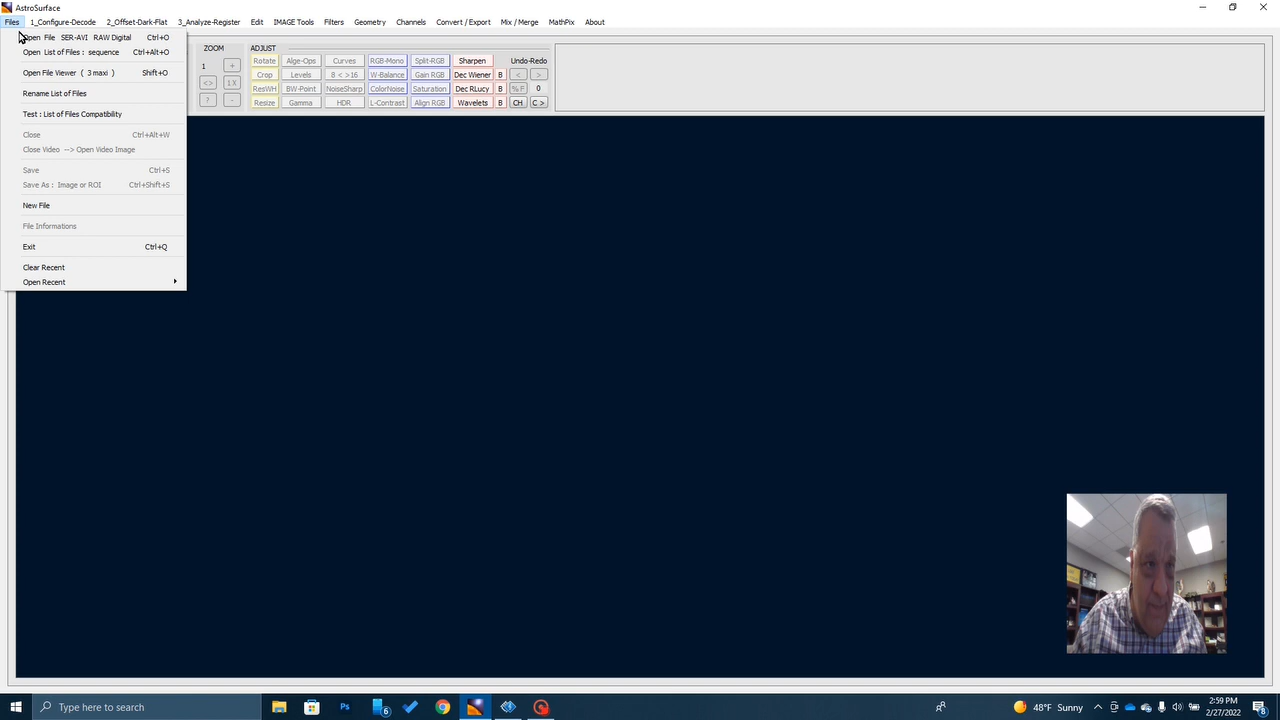 AstroSurface
Files 1_Configure-Decode 2_Offset-Dark-Flat 3_Analyze-Register Edit IMAGE Tools Filters Geometry Channels Convert / Export Mix / Merge MathPix About
Open File SER-AVI RAW Digital Ctrl+O
Open List of Files : sequence Ctrl+Alt+O
Open File Viewer ( 3 maxi ) Shift+O
Rename List of Files
Test : List of Files Compatibility
Close Ctrl+Alt+W
Close Video --> Open Video Image
Save Ctrl+S
Save As : Image or ROI Ctrl+Shift+S
New File
File Informations
Exit Ctrl+Q
Clear Recent
Open Recent
ZOOM ADJUST
1 + Rotate Alge-Ops Curves RGB-Mono Split-RGB Sharpen Undo-Redo
<> 1 X Crop Levels 8 < >16 W-Balance Gain RGB Dec Wiener B < >
ResWH BW-Point NoiseSharp ColorNoise Saturation Dec RLucy B % F 0
? - Resize Gamma HDR L-Contrast Align RGB Wavelets B CH C >
Type here to search
Ps
6
48°F Sunny
2:59 PM
2/27/2022
8